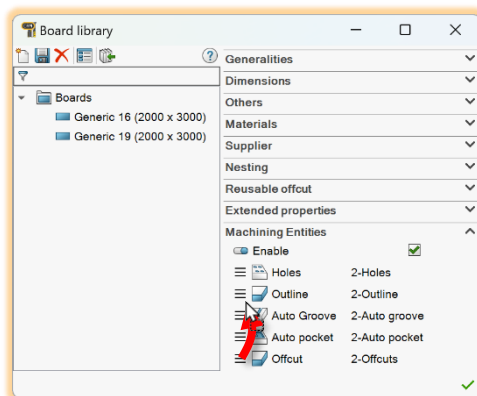 Board library
Generalities
Dimensions
Boards
Others
Generic 16 (2000 x 3000)
Materials
Generic 19 (2000 x 3000)
Supplier
Nesting
Reusable offcut
Extended properties
Machining Entities
Enable
Holes 2-Holes
Outline 2-Outline
Auto Groove 2-Auto groove
Auto pocket 2-Auto pocket
Offcut 2-Offcuts